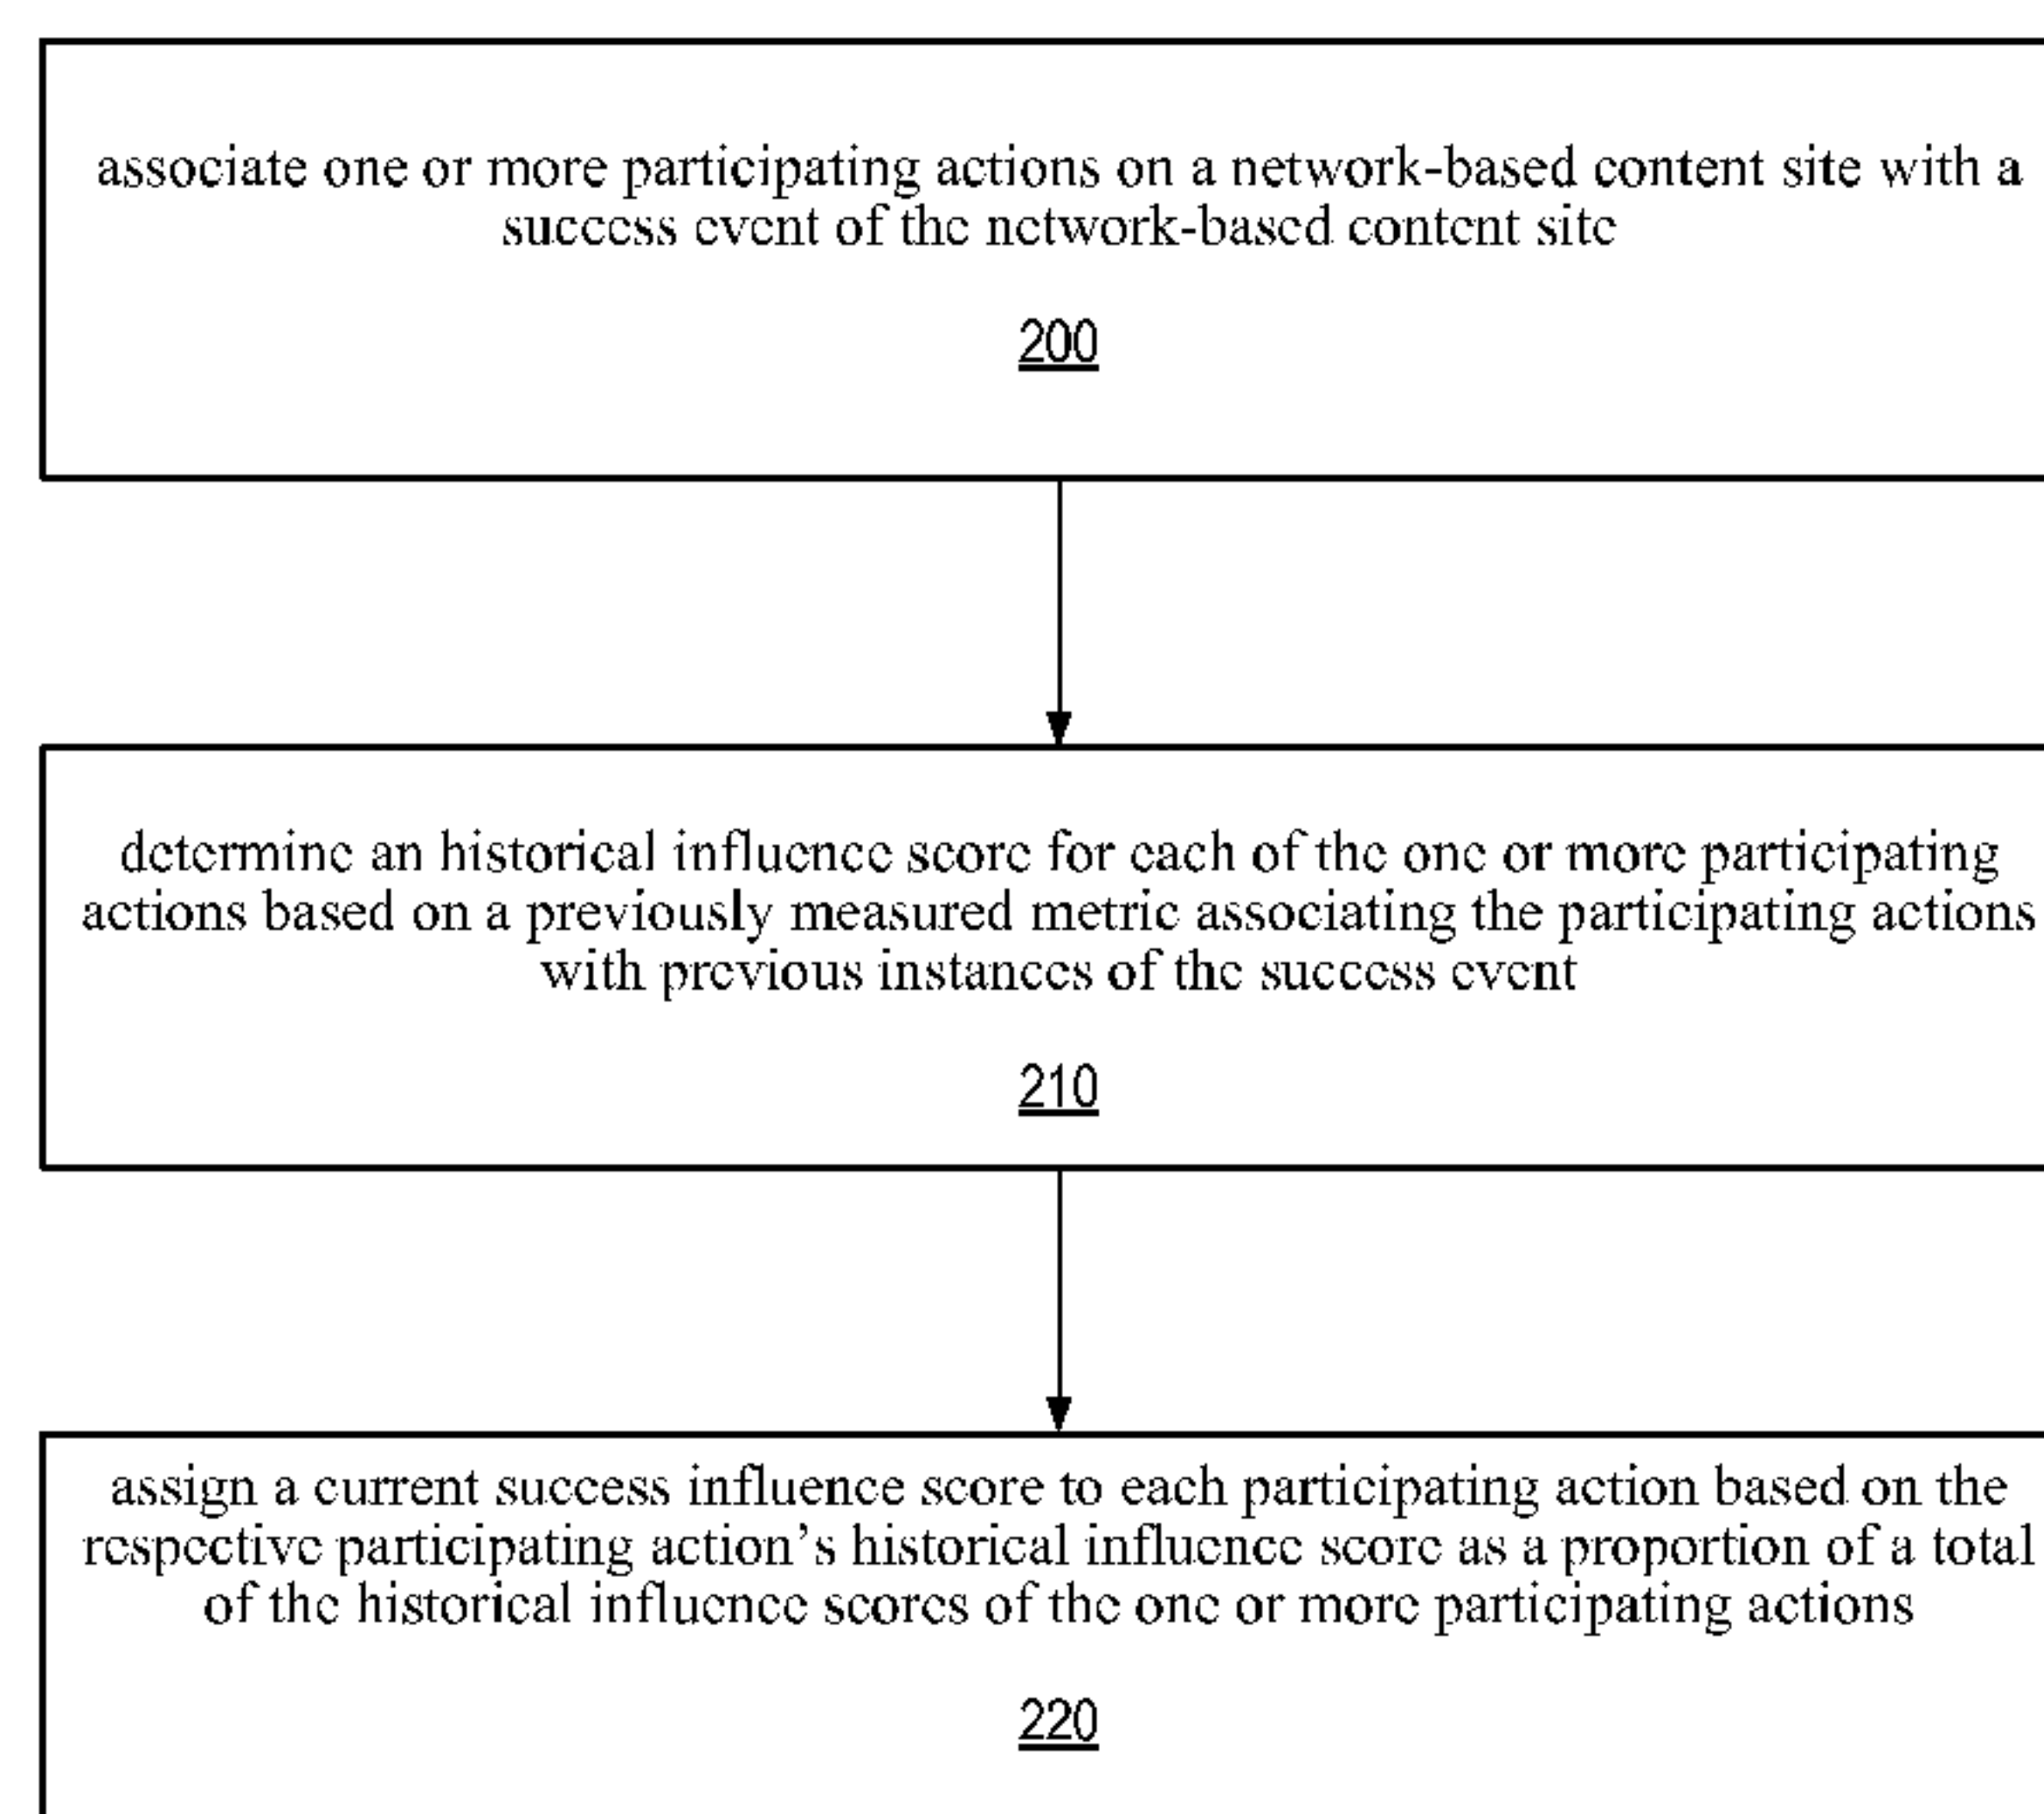 associate one or more participating actions on a network-based content site with a
success event of the network-based content site
200
determine an historical influence score for each of the one or more participating
actions based on a previously measured metric associating the participating actions
with previous instances of the success event
210
assign a current success influence score to each participating action based on the
respective participating action’s historical influence score as a proportion of a total
of the historical influence scores of the one or more participating actions
220